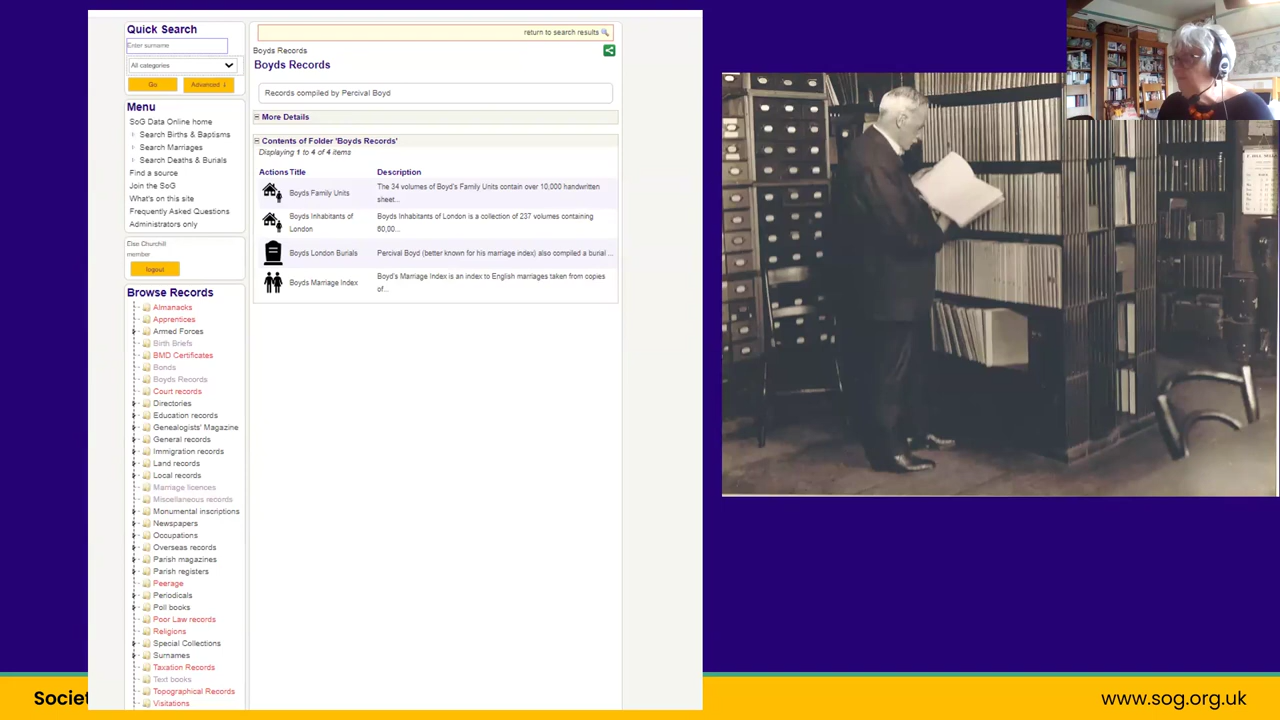 Quick Search
Enter surname
All categories
Go
Advanced ↓
Menu
SoG Data Online home
Search Births & Baptisms
Search Marriages
Search Deaths & Burials
Find a source
Join the SoG
What's on this site
Frequently Asked Questions
Administrators only
Else Churchill
member
logout
Browse Records
Almanacks
Apprentices
Armed Forces
Birth Briefs
BMD Certificates
Bonds
Boyds Records
Court records
Directories
Education records
Genealogists' Magazine
General records
Immigration records
Land records
Local records
Marriage licences
Miscellaneous records
Monumental inscriptions
Newspapers
Occupations
Overseas records
Parish magazines
Parish registers
Peerage
Periodicals
Poll books
Poor Law records
Religions
Special Collections
Surnames
Taxation Records
Text books
Topographical Records
Visitations
return to search results
Boyds Records
Boyds Records
Records compiled by Percival Boyd
More Details
Contents of Folder 'Boyds Records'
Displaying 1 to 4 of 4 items
Actions Title Description
Boyds Family Units The 34 volumes of Boyd's Family Units contain over 10,000 handwritten
sheet...
Boyds Inhabitants of Boyds Inhabitants of London is a collection of 237 volumes containing
London 60,00...
Boyds London Burials Percival Boyd (better known for his marriage index) also compiled a burial ...
Boyds Marriage Index Boyd's Marriage Index is an index to English marriages taken from copies
of...
Societ
www.sog.org.uk